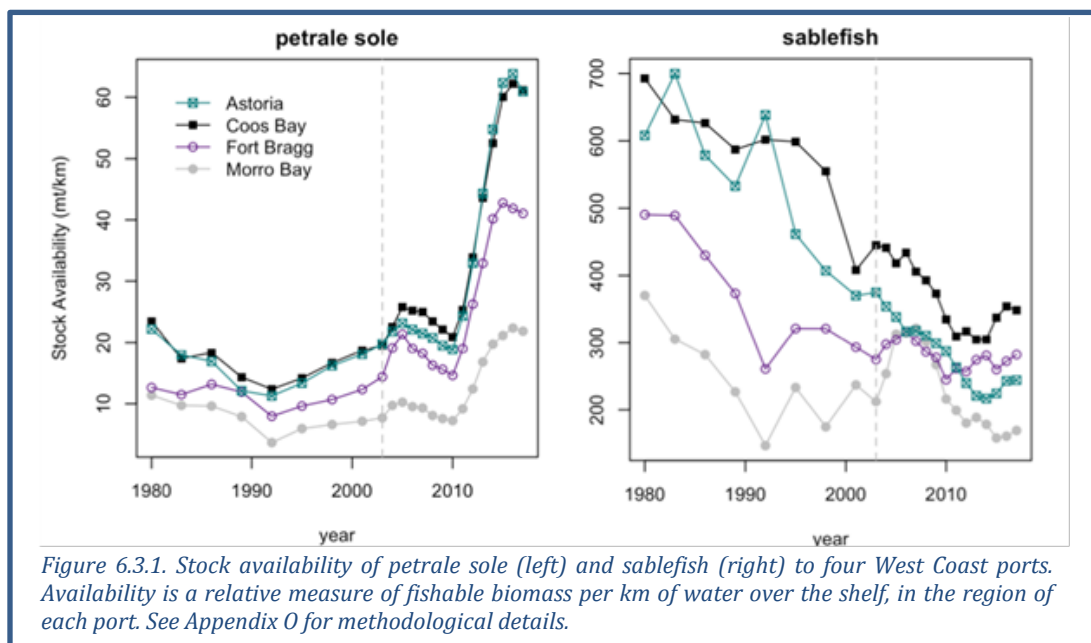 petrale sole
sablefish
Stock Availability (mt/km)
60
50
40
30
20
10
Astoria
Coos Bay
Fort Bragg
Morro Bay
1980
1990
2000
2010
year
700
600
500
400
300
200
1980
1990
2000
2010
year
Figure 6.3.1. Stock availability of petrale sole (left) and sablefish (right) to four West Coast ports.
Availability is a relative measure of fishable biomass per km of water over the shelf, in the region of
each port. See Appendix O for methodological details.